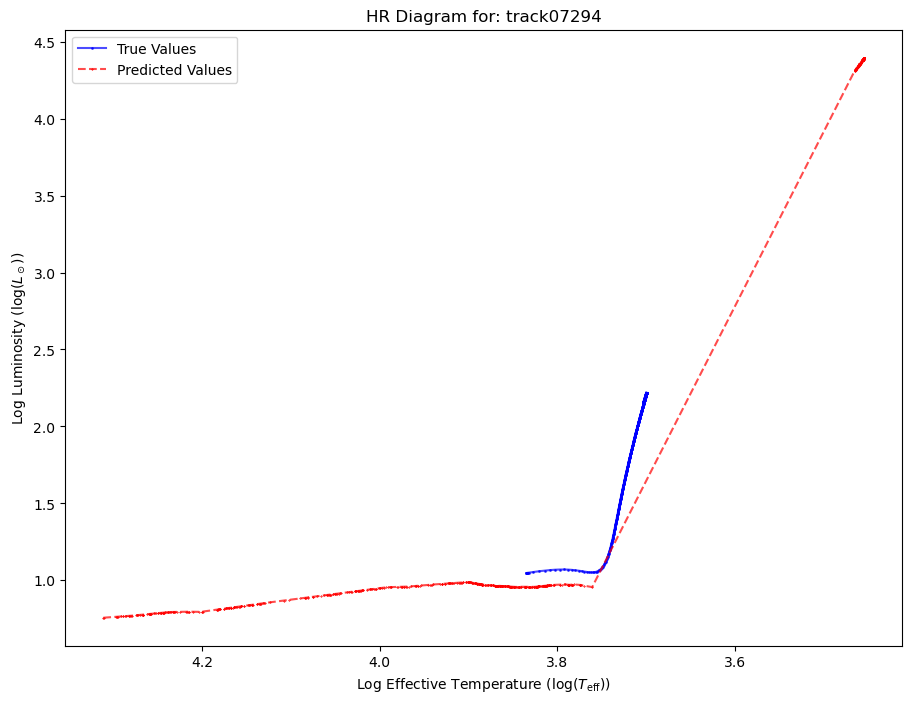 HR Diagram for: track07294
True Values
Predicted Values
4.5
4.0
3.5
3.0
2.5
2.0
1.5
1.0
Log Luminosity (log(L⊙))
4.2
4.0
3.8
3.6
Log Effective Temperature (log(Teff))